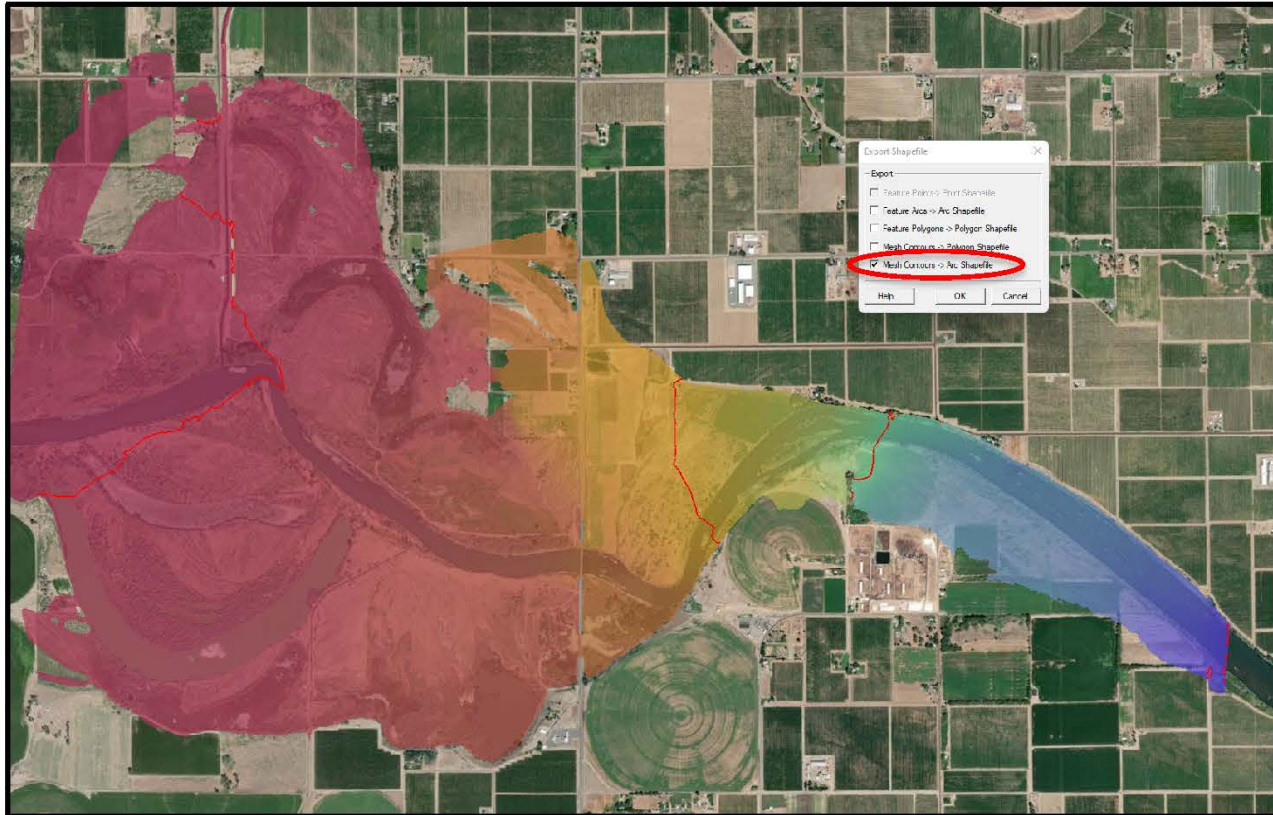 Export Shapefile
Export
Feature Points -> Point Shapefile
Feature Arcs -> Arc Shapefile
Feature Polygons -> Polygon Shapefile
Mesh Contours -> Polygon Shapefile
Mesh Contours -> Arc Shapefile
Help OK Cancel